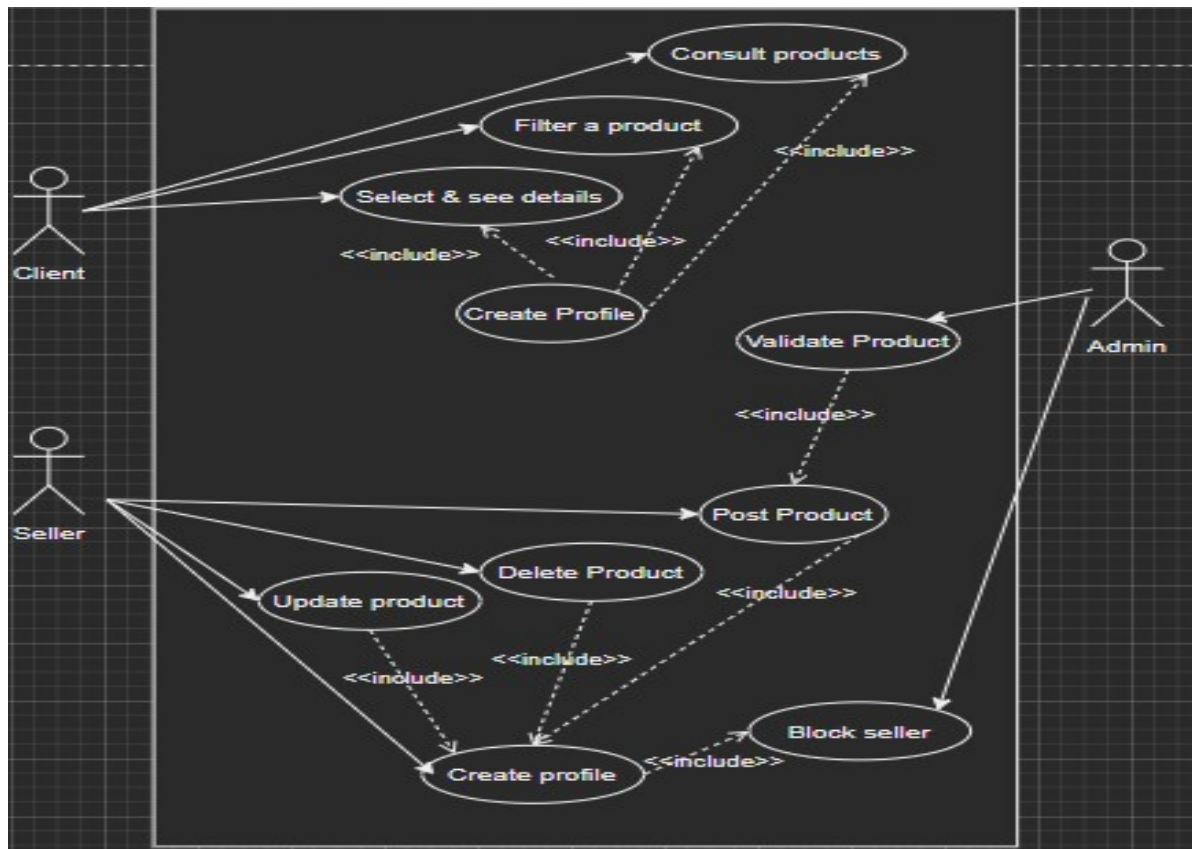 Consult products
Filter a product
<<include>>
Select & see details
<<include>>
<<include>>
Client
Create Profile
Validate Product
Admin
<<include>>
Post Product
Seller
Delete Product
Update product
<<include>>
<<include>>
<<include>>
Block seller
<<include>>
Create profile